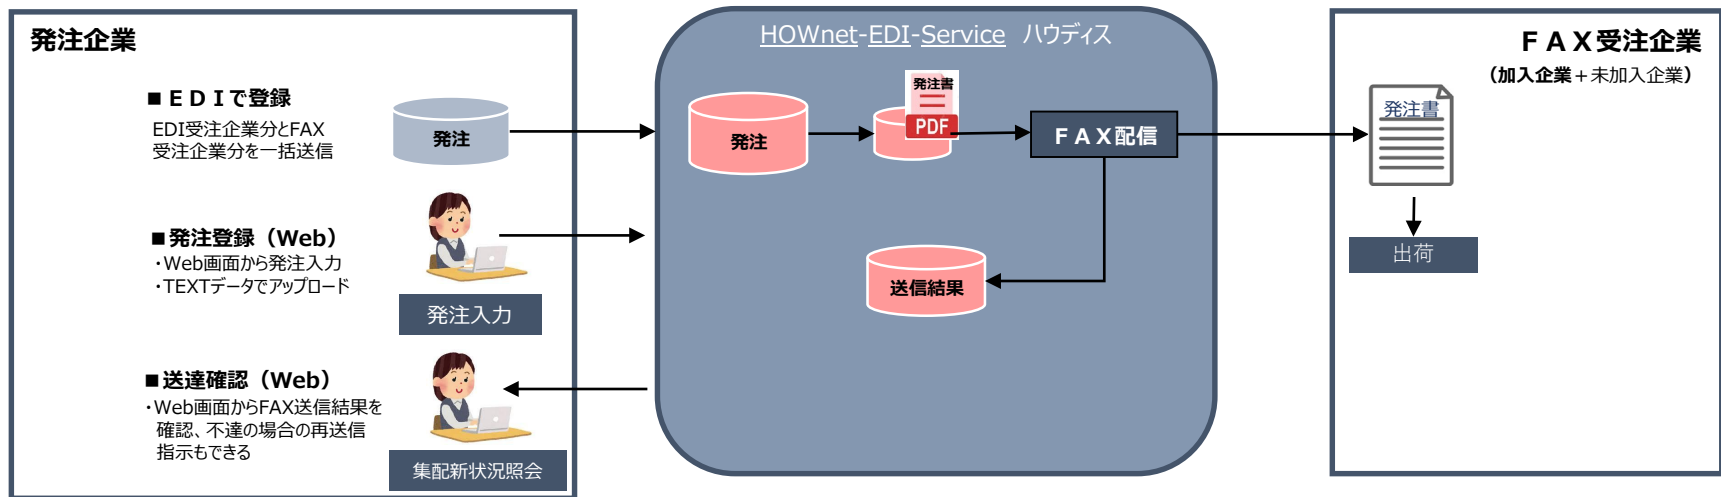 発注企業
■ＥＤＩで登録
EDI受注企業分とFAX
受注企業分を一括送信
発注
■発注登録（Web）
・Web画面から発注入力
・TEXTデータでアップロード
発注入力
■送達確認（Web）
・Web画面からFAX送信結果を
確認、不達の場合の再送信
指示もできる
集配新状況照会
HOWnet-EDI-Service ハウディス
発注
発注書
PDF
ＦＡＸ配信
送信結果
ＦＡＸ受注企業
（加入企業＋未加入企業）
発注書
出荷